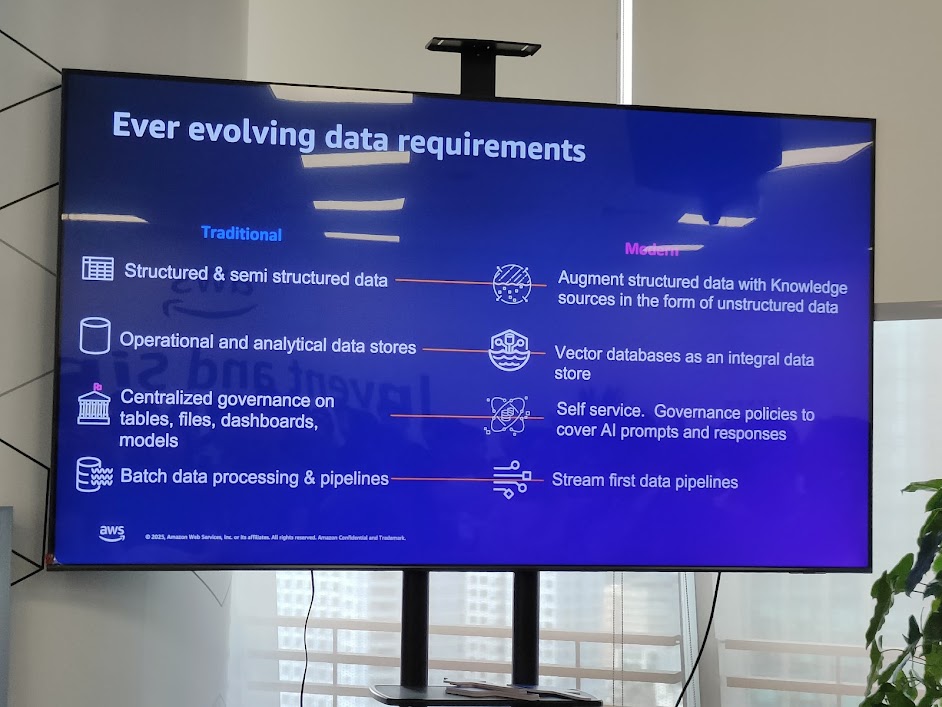 Ever evolving data requirements
Traditional
Modern
Structured & semi structured data
Augment structured data with Knowledge
sources in the form of unstructured data
Operational and analytical data stores
Vector databases as an integral data
store
Centralized governance on
tables, files, dashboards,
models
Self service. Governance policies to
cover AI prompts and responses
Batch data processing & pipelines
Stream first data pipelines
aws
© 2025, Amazon Web Services, Inc. or its affiliates. All rights reserved. Amazon Confidential and Trademark.
aws
Invent and